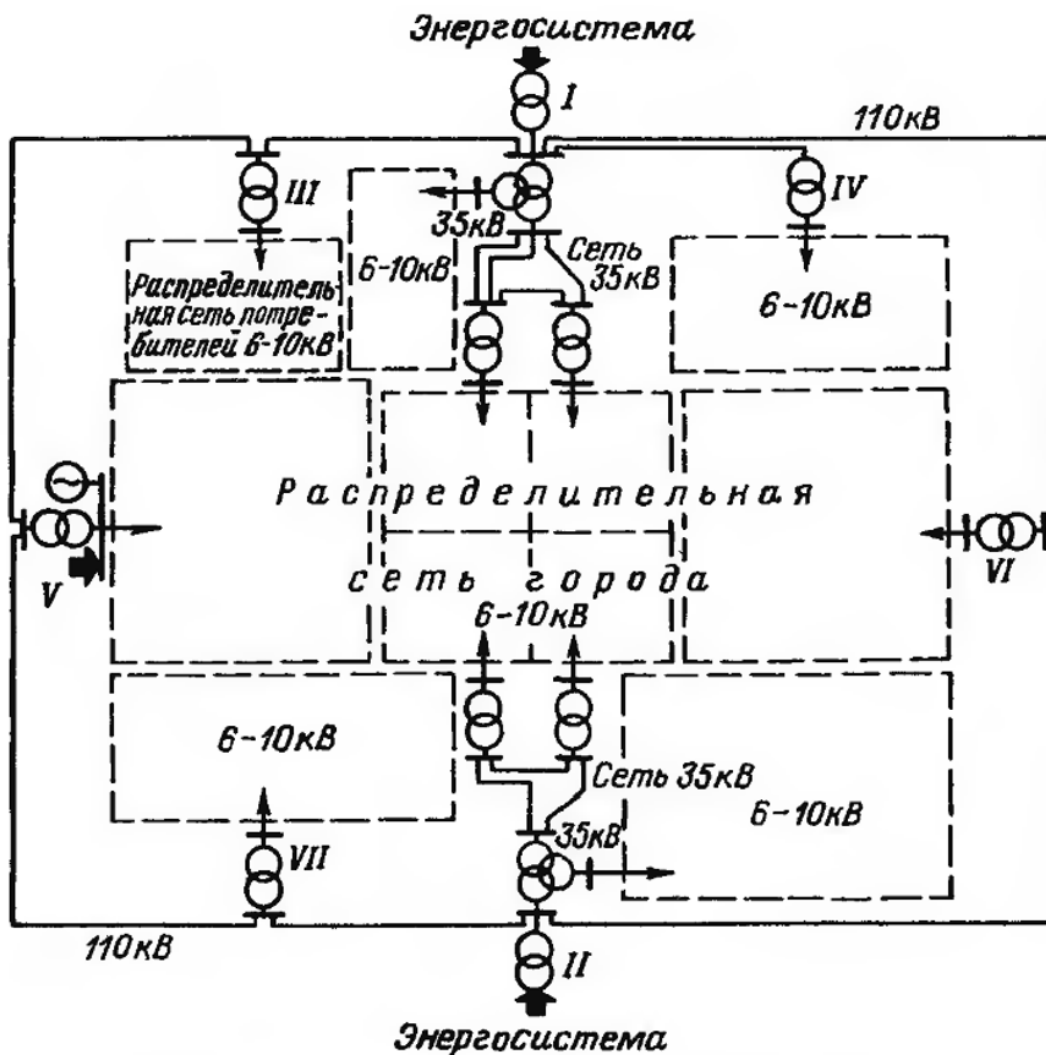 Энергосистема
I
110кВ
III
IV
35кВ
6-10кВ
Сеть
35кВ
Распределитель-
ная сеть потре-
бителей 6-10кВ
6-10кВ
Распределительная
V
VI
сеть города
6-10кВ
6-10кВ
Сеть 35кВ
6-10кВ
35кВ
VII
110кВ
II
Энергосистема